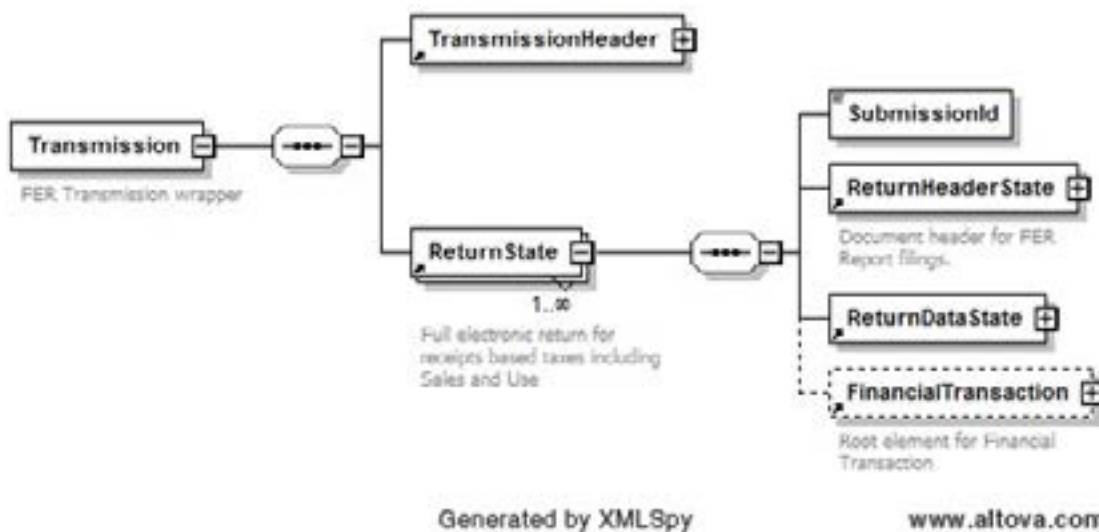 TransmissionHeader
Transmission
FER Transmission wrapper
ReturnState
1..∞
Full electronic return for
receipts based taxes including
Sales and Use
SubmissionId
ReturnHeaderState
Document header for FER
Report filings.
ReturnDataState
FinancialTransaction
Root element for Financial
Transaction
Generated by XMLSpy
www.altova.com